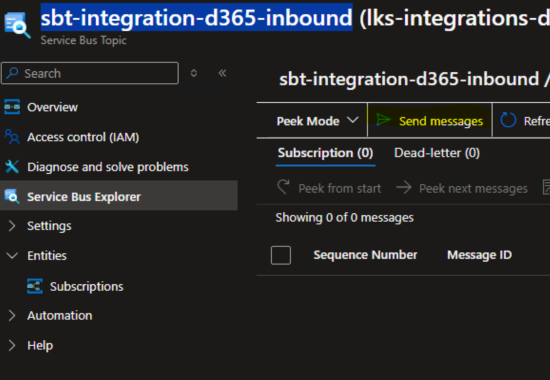 sbt-integration-d365-inbound (lks-integrations-d
Service Bus Topic
Search
Overview
Access control (IAM)
Diagnose and solve problems
Service Bus Explorer
Settings
Entities
Subscriptions
Automation
Help
sbt-integration-d365-inbound /
Peek Mode Send messages Refre
Subscription (0) Dead-letter (0)
Peek from start Peek next messages
Showing 0 of 0 messages
Sequence Number Message ID